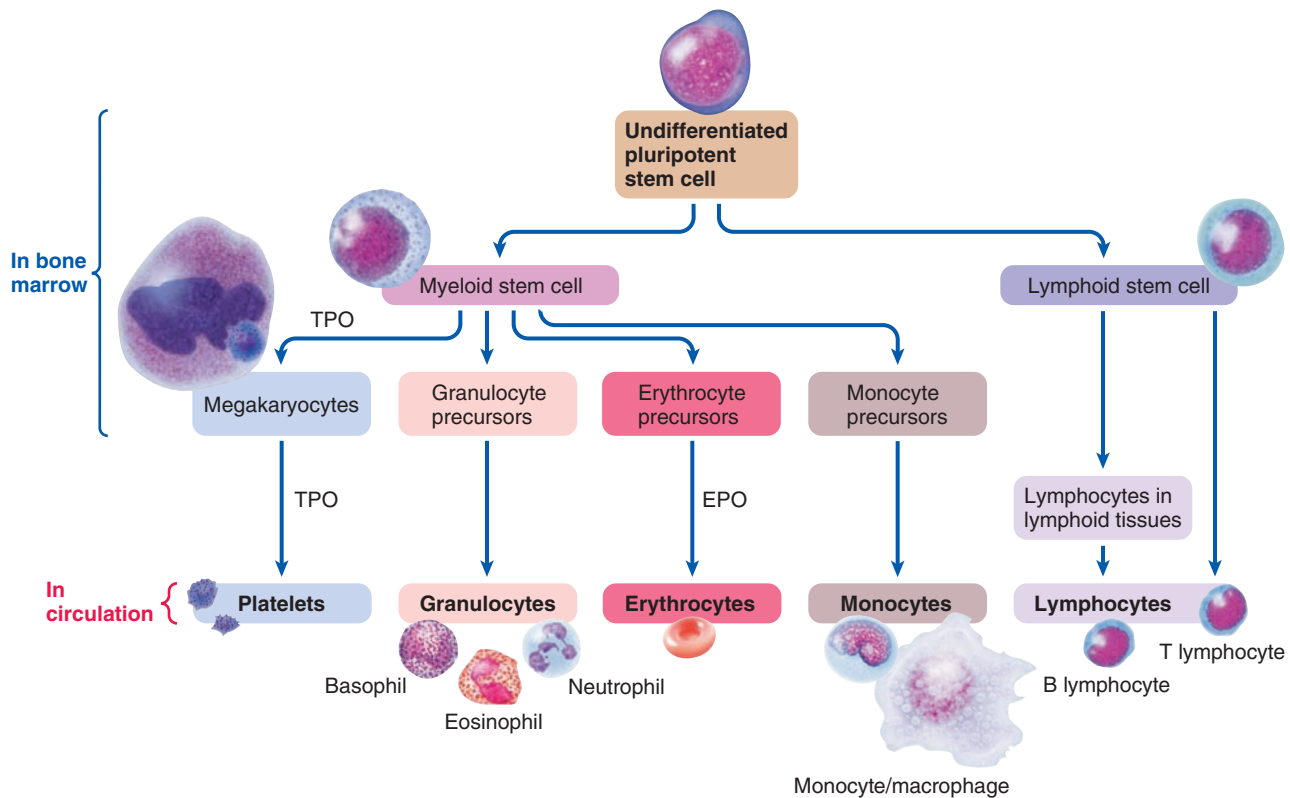 Undifferentiated
pluripotent
stem cell
In bone
marrow
Myeloid stem cell
Lymphoid stem cell
TPO
Megakaryocytes
Granulocyte
precursors
Erythrocyte
precursors
Monocyte
precursors
TPO
EPO
Lymphocytes in
lymphoid tissues
In
circulation
Platelets
Granulocytes
Erythrocytes
Monocytes
Lymphocytes
Basophil
Eosinophil
Neutrophil
Monocyte/macrophage
B lymphocyte
T lymphocyte